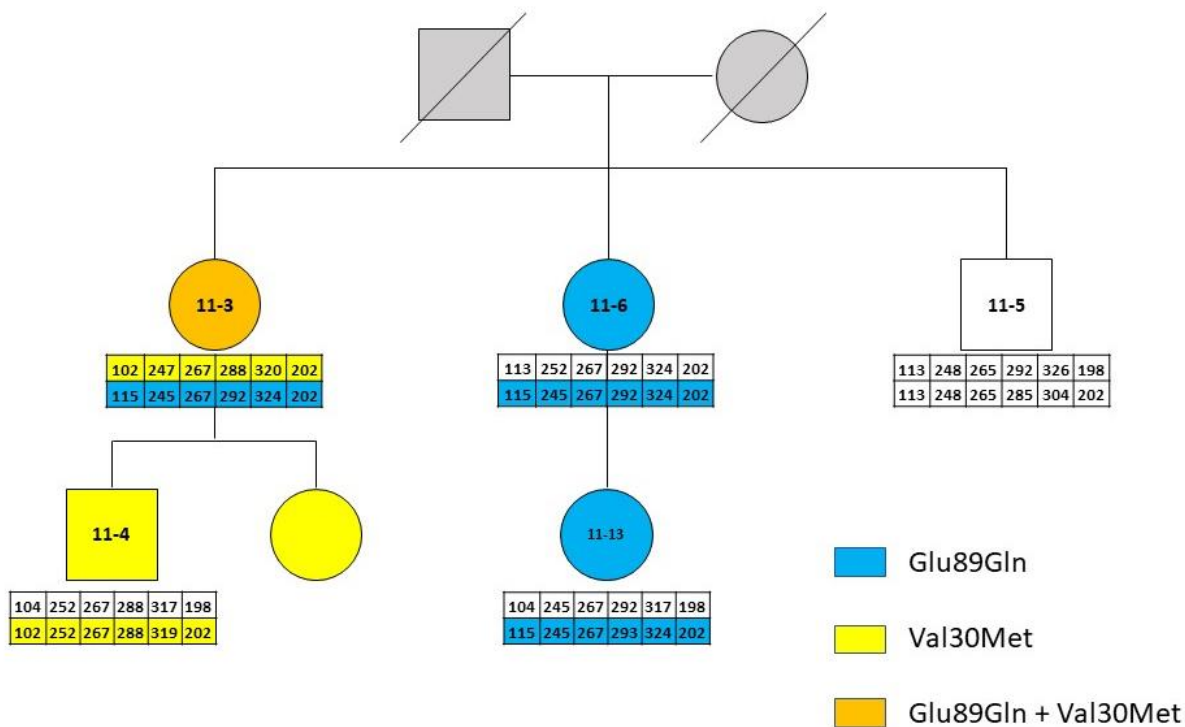 11-3
11-6
11-5
102 247 267 288 320 202
115 245 267 292 324 202
113 252 267 292 324 202
115 245 267 292 324 202
113 248 265 292 326 198
113 248 265 285 304 202
11-4
11-13
104 252 267 288 317 198
102 252 267 288 319 202
104 245 267 292 317 198
115 245 267 293 324 202
Glu89Gln
Val30Met
Glu89Gln + Val30Met